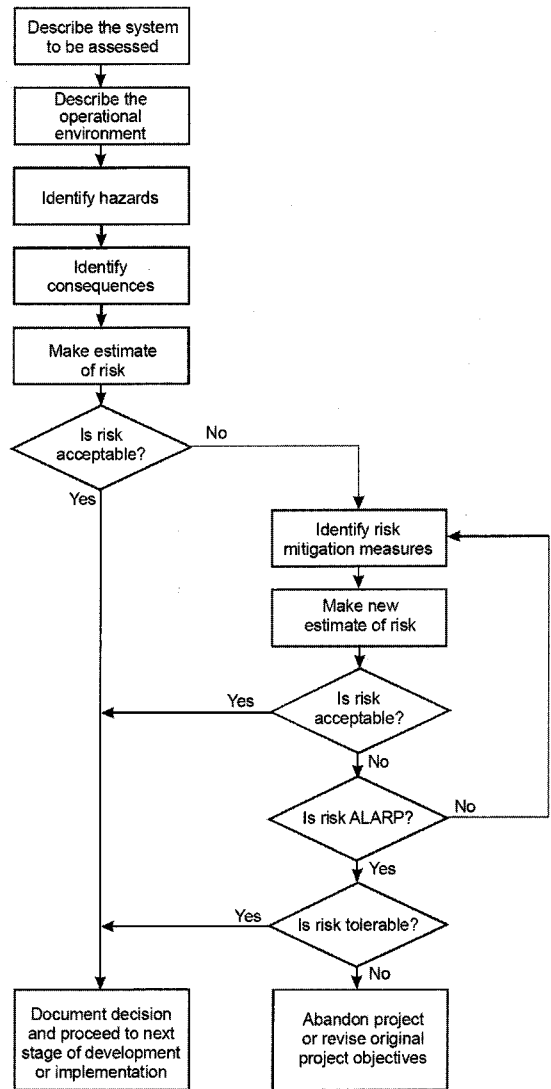 Describe the system
to be assessed
Describe the
operational
environment
Identify hazards
Identify
consequences
Make estimate
of risk
Is risk
acceptable?
No
Yes
Identify risk
mitigation measures
Make new
estimate of risk
Is risk
acceptable?
Yes
No
Is risk ALARP?
No
Yes
Is risk tolerable?
Yes
No
Document decision
and proceed to next
stage of development
or implementation
Abandon project
or revise original
project objectives